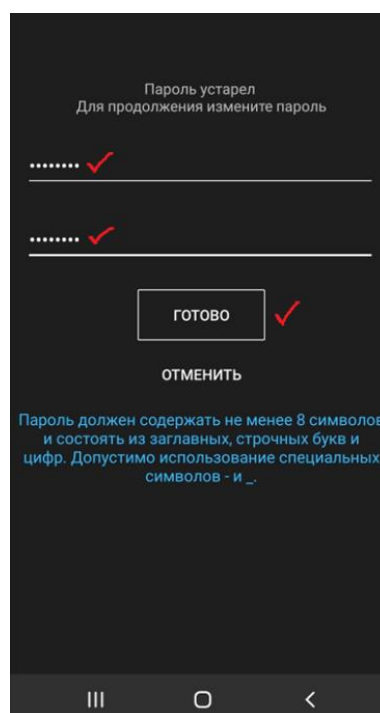 Пароль устарел
Для продолжения измените пароль
••••••••
••••••••
ГОТОВО
ОТМЕНИТЬ
Пароль должен содержать не менее 8 символов
и состоять из заглавных, строчных букв и
цифр. Допустимо использование специальных
символов - и _.